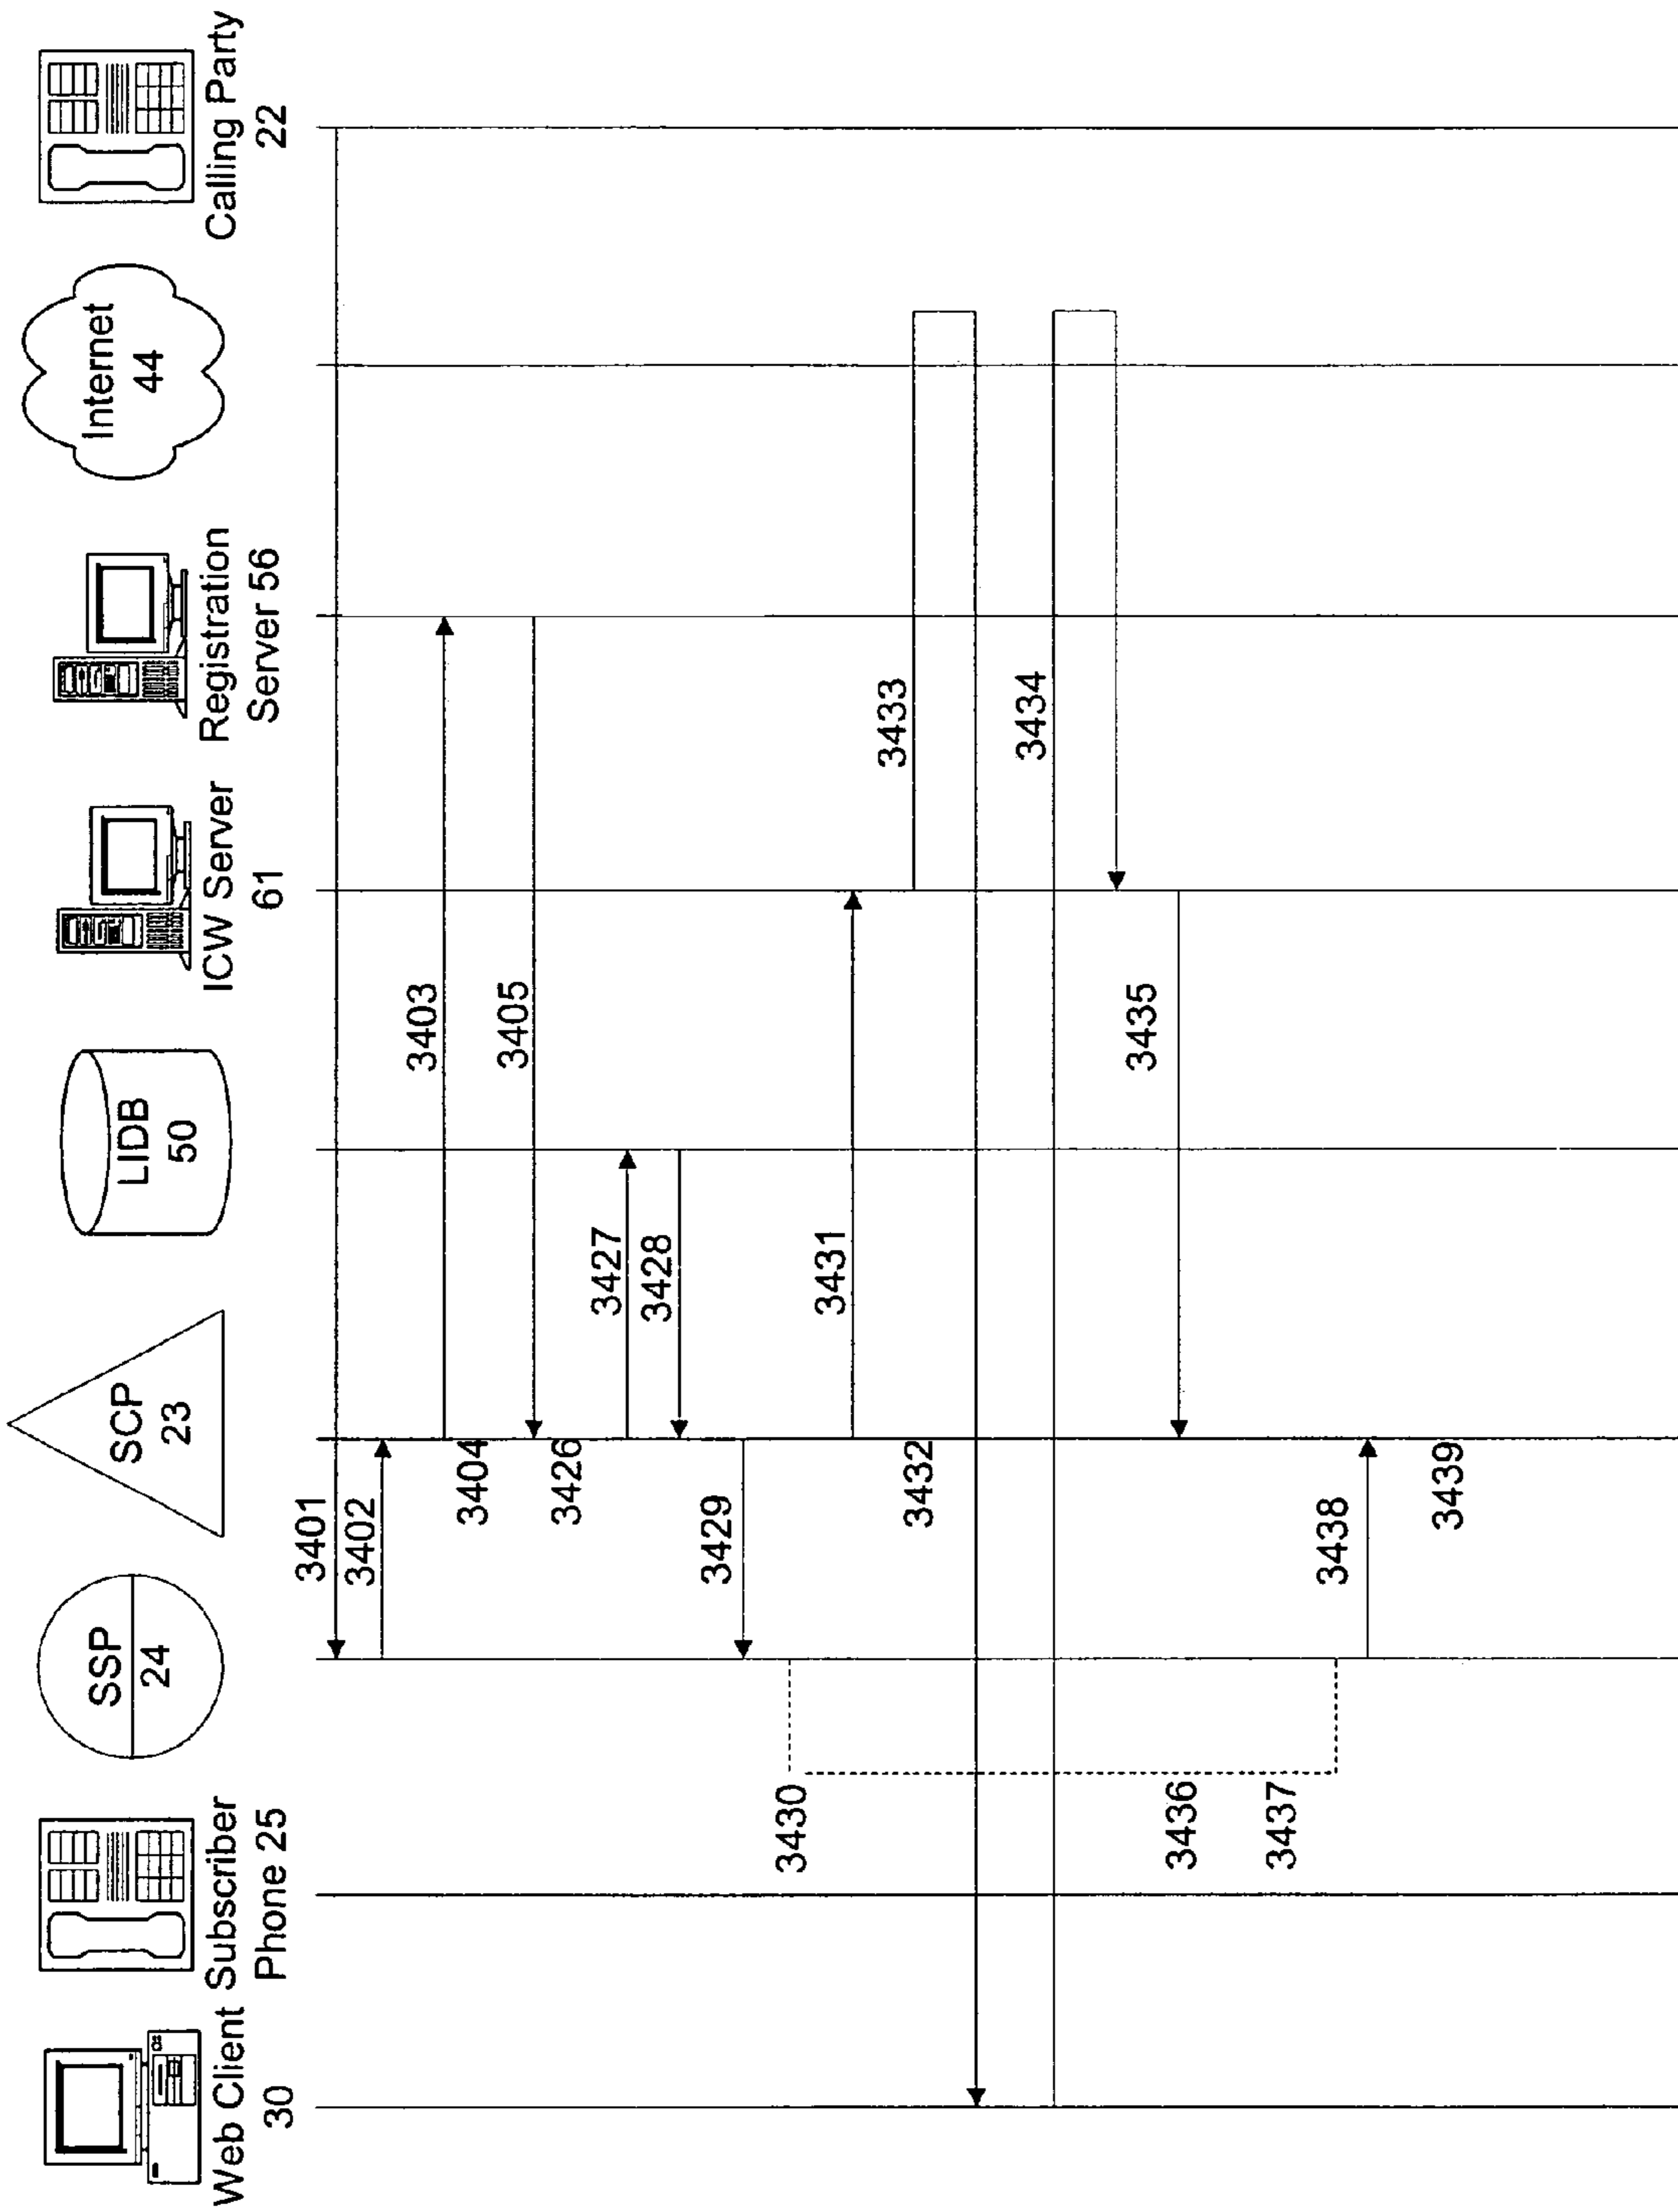 Web Client
30
Subscriber
Phone 25
SSP
24
SCP
23
LIDB
50
ICW Server
61
Registration
Server 56
Internet
44
Calling Party
22
3401
3402
3403
3404
3405
3426
3427
3428
3429
3430
3431
3432
3433
3434
3435
3436
3437
3438
3439